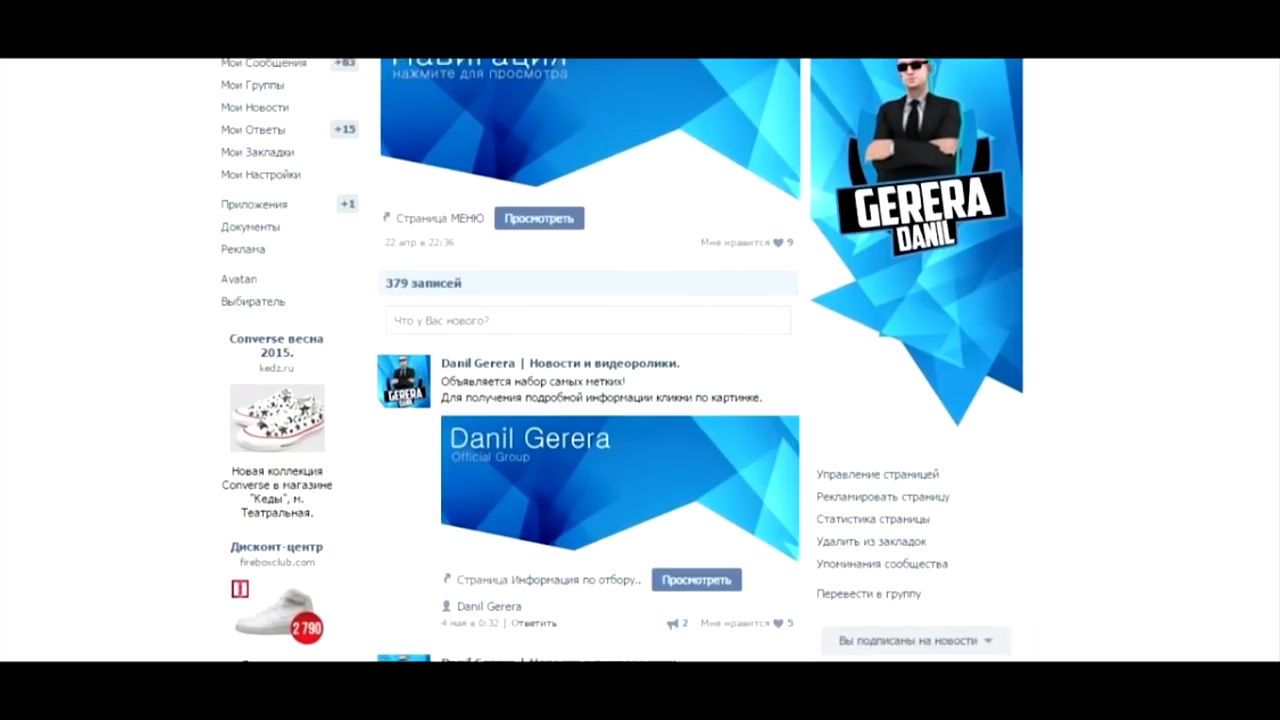 Мои Сообщения +83
Мои Группы
Мои Новости
Мои Ответы +15
Мои Закладки
Мои Настройки
Приложения +1
Документы
Реклама
Avatan
Выбиратель
Converse весна
2015.
kedz.ru
Новая коллекция
Converse в магазине
"Кеды", м.
Театральная.
Дисконт-центр
fireboxclub.com
2 790
Навигация
нажмите для просмотра
Страница МЕНЮ Просмотреть
22 апр в 22:36 Мне нравится 9
379 записей
Что у Вас нового?
Danil Gerera | Новости и видеоролики.
Объявляется набор самых метких!
Для получения подробной информации кликни по картинке.
GERERA
DANIL
Danil Gerera
Official Group
Страница Информация по отбору.. Просмотреть
Danil Gerera
4 мая в 0:32 | Ответить 2 Мне нравится 5
GERERA
DANIL
Управление страницей
Рекламировать страницу
Статистика страницы
Удалить из закладок
Упоминания сообщества
Перевести в группу
Вы подписаны на новости